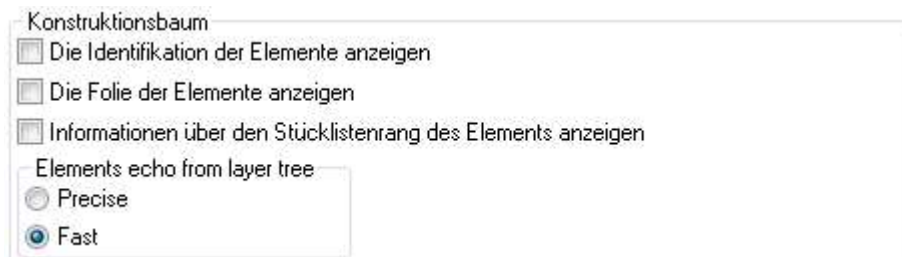 Konstruktionsbaum
Die Identifikation der Elemente anzeigen
Die Folie der Elemente anzeigen
Informationen über den Stücklistenrang des Elements anzeigen
Elements echo from layer tree
Precise
Fast